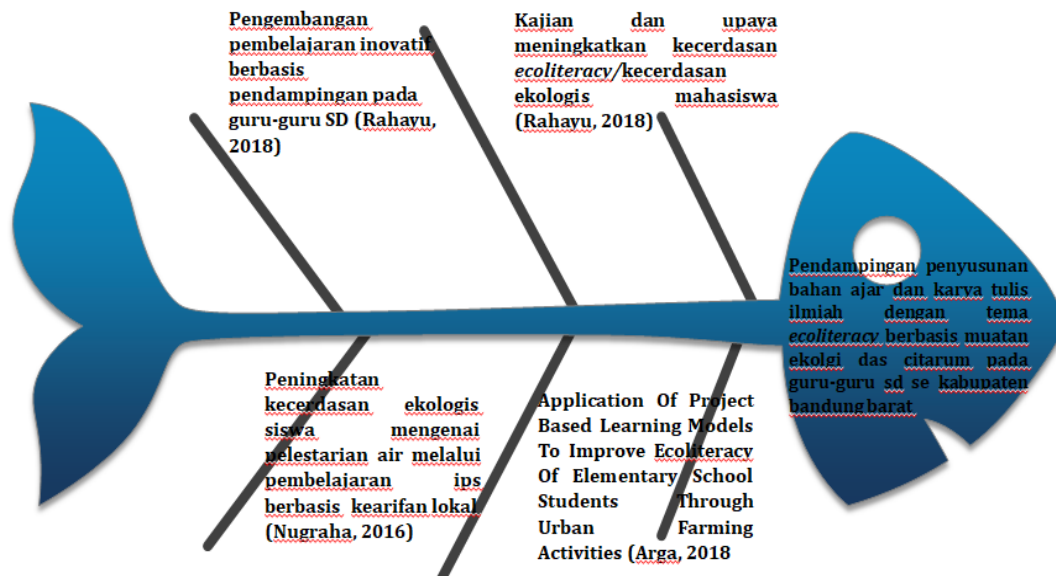 Pengembangan
pembelajaran inovatif
berbasis
pendampingan pada
guru-guru SD (Rahayu,
2018)
Kajian dan upaya
meningkatkan kecerdasan
ecoliteracy/kecerdasan
ekologis mahasiswa
(Rahayu, 2018)
Pendampingan penyusunan
bahan ajar dan karya tulis
ilmiah dengan tema
ecoliteracy berbasis muatan
ekolgi das citarum pada
guru-guru sd se kabupaten
bandung barat
Peningkatan
kecerdasan ekologis
siswa mengenai
pelestarian air melalui
pembelajaran ips
berbasis kearifan lokal
(Nugraha, 2016)
Application Of Project
Based Learning Models
To Improve Ecoliteracy
Of Elementary School
Students Through
Urban Farming
Activities (Arga, 2018